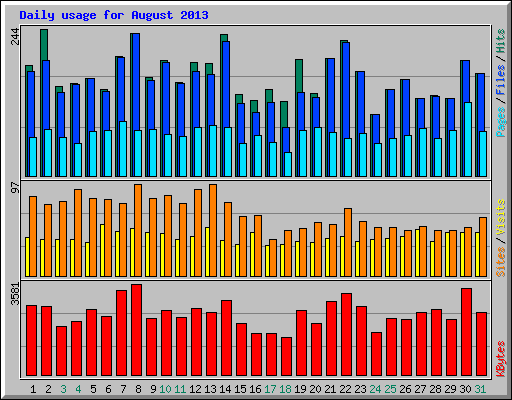 Daily usage for August 2013
244
Pages / Files / Hits
97
Sites / Visits
3581
KBytes
1 2 3 4 5 6 7 8 9 10 11 12 13 14 15 16 17 18 19 20 21 22 23 24 25 26 27 28 29 30 31